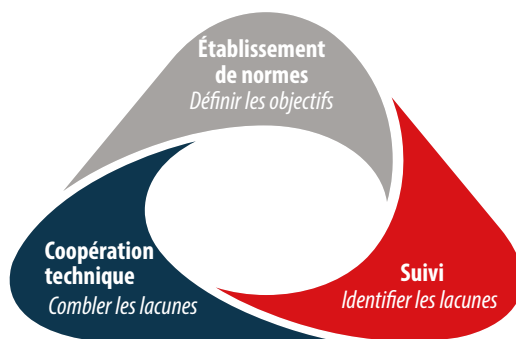 Établissement
de normes
Définir les objectifs
Coopération
technique
Combler les lacunes
Suivi
Identifier les lacunes